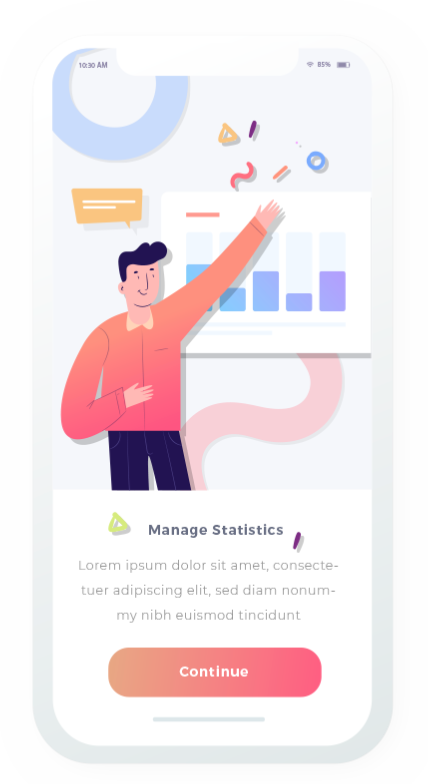 10:30 AM
85%
Manage Statistics
Lorem ipsum dolor sit amet, consecte-
tuer adipiscing elit, sed diam nonum-
my nibh euismod tincidunt
Continue